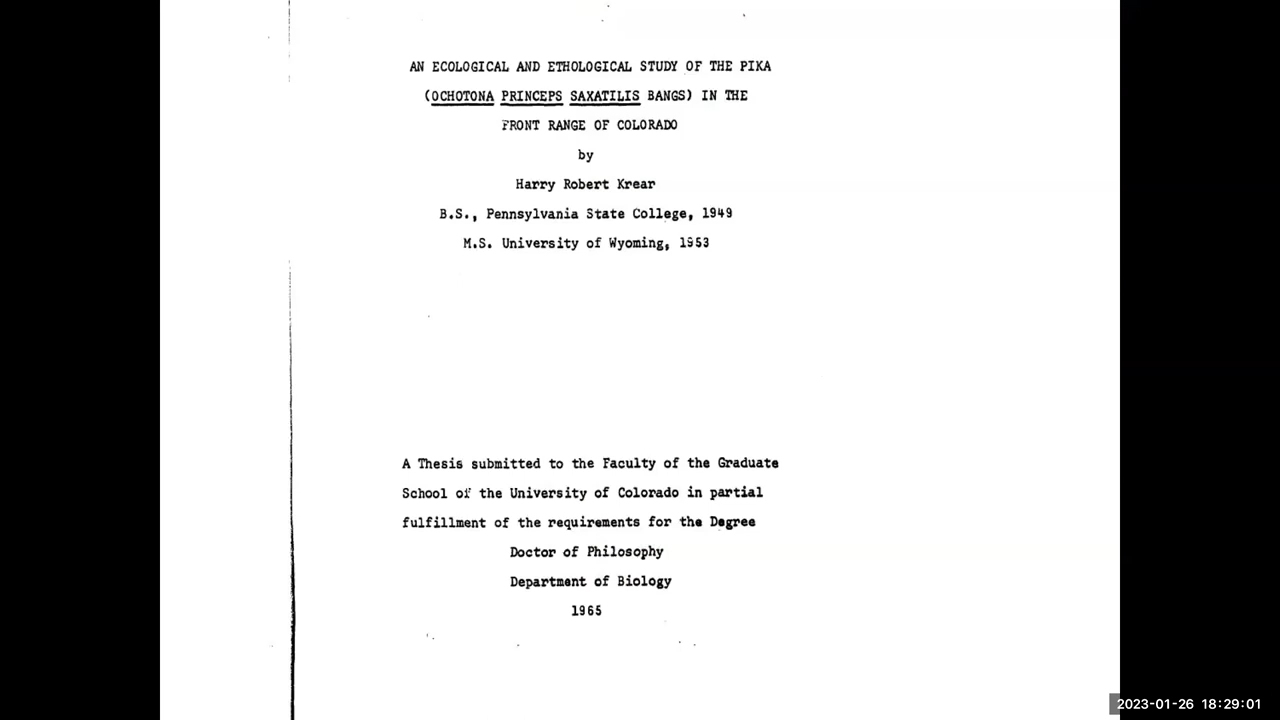 AN ECOLOGICAL AND ETHOLOGICAL STUDY OF THE PIKA
(OCHOTONA PRINCEPS SAXATILIS BANGS) IN THE
FRONT RANGE OF COLORADO
by
Harry Robert Krear
B.S., Pennsylvania State College, 1949
M.S. University of Wyoming, 1953
A Thesis submitted to the Faculty of the Graduate
School of the University of Colorado in partial
fulfillment of the requirements for the Degree
Doctor of Philosophy
Department of Biology
1965
2023-01-26 18:29:01